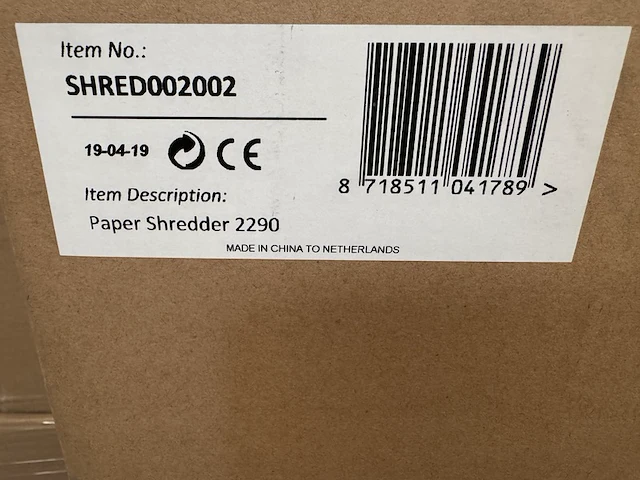 Item No.:
SHRED002002
19-04-19 CE
Item Description:
Paper Shredder 2290
MADE IN CHINA TO NETHERLANDS
8 718511 041789 >